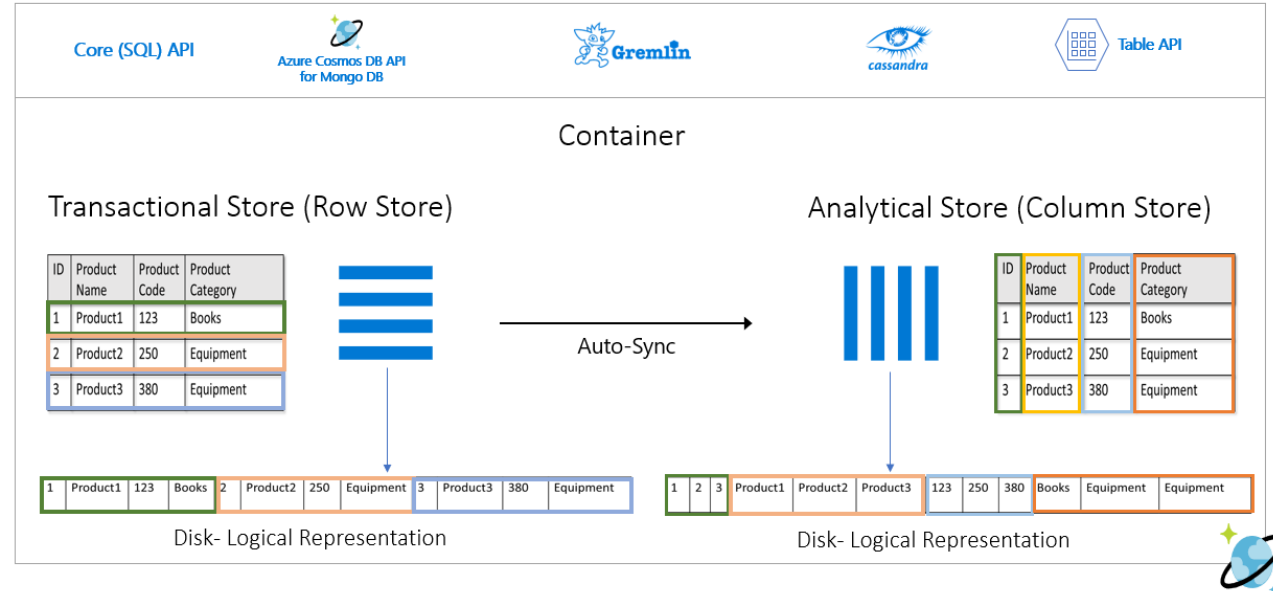 Core (SQL) API
Azure Cosmos DB API
for Mongo DB
Gremlin
cassandra
Table API
Container
Transactional Store (Row Store)
ID Product Name Product Code Product Category
1 Product1 123 Books
2 Product2 250 Equipment
3 Product3 380 Equipment
Auto-Sync
Analytical Store (Column Store)
ID Product Name Product Code Product Category
1 Product1 123 Books
2 Product2 250 Equipment
3 Product3 380 Equipment
1 Product1 123 Books 2 Product2 250 Equipment 3 Product3 380 Equipment
Disk- Logical Representation
1 2 3 Product1 Product2 Product3 123 250 380 Books Equipment Equipment
Disk- Logical Representation